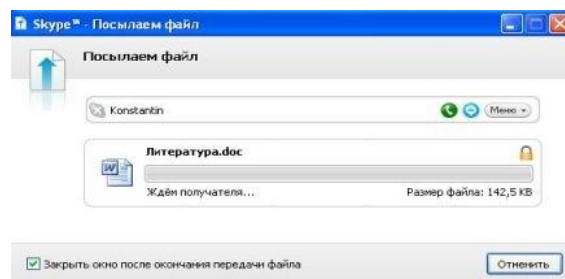 Skype™ - Посылаем файл
Посылаем файл
Konstantin
Меню
Литература.doc
Ждём получателя...
Размер файла: 142,5 KB
Закрыть окно после окончания передачи файла
Отменить